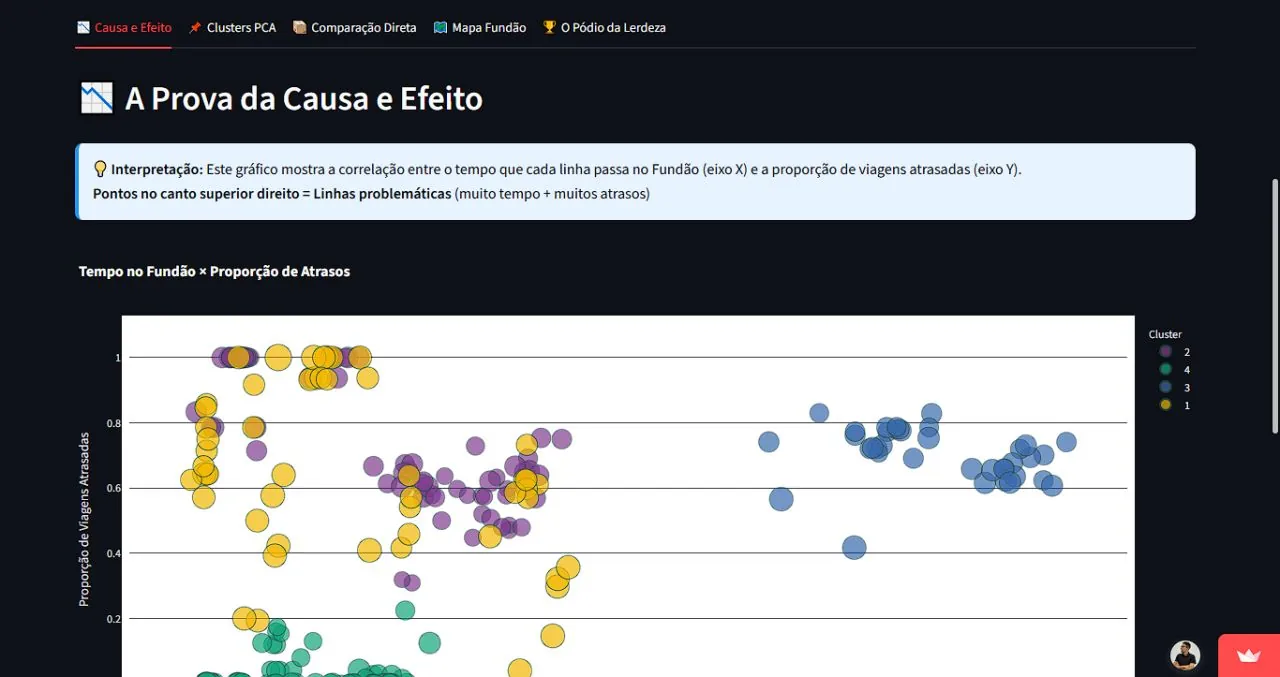 Causa e Efeito Clusters PCA Comparação Direta Mapa Fundão O Pódio da Lerdeza
A Prova da Causa e Efeito
Interpretação: Este gráfico mostra a correlação entre o tempo que cada linha passa no Fundão (eixo X) e a proporção de viagens atrasadas (eixo Y).
Pontos no canto superior direito = Linhas problemáticas (muito tempo + muitos atrasos)
Tempo no Fundão × Proporção de Atrasos
Cluster
2
4
3
1
Proporção de Viagens Atrasadas
1
0.8
0.6
0.4
0.2